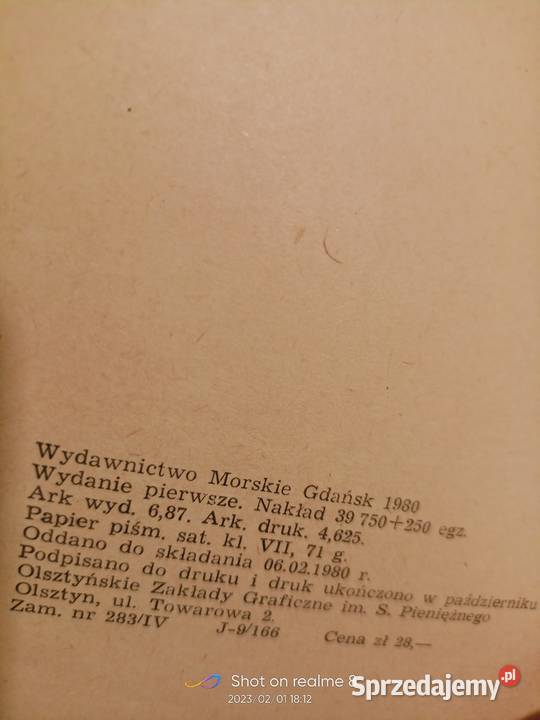 Wydawnictwo Morskie Gdańsk 1980
Wydanie pierwsze. Nakład 39 750+250 egz.
Ark wyd. 6,87. Ark. druk. 4,625.
Papier piśm. sat. kl. VII, 71 g.
Oddano do składania 06.02.1980 r.
Podpisano do druku i druk ukończono w październiku
Olsztyńskie Zakłady Graficzne im. S. Pieniężnego
Olsztyn, ul. Towarowa 2.
Zam. nr 283/IV J-9/166 Cena zł 28,—
Shot on realme 8
2023/02/01 18:12
Sprzedajemy.pl